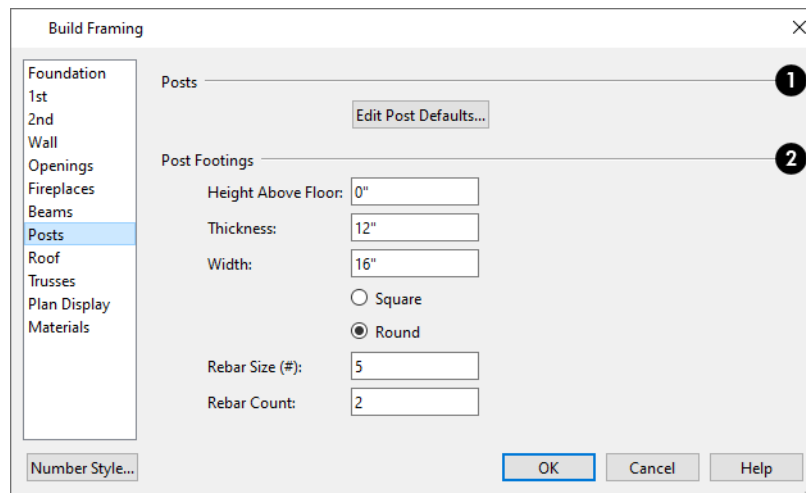 Build Framing
Foundation
1st
2nd
Wall
Openings
Fireplaces
Beams
Posts
Roof
Trusses
Plan Display
Materials
Number Style...
Posts
1
Edit Post Defaults...
Post Footings
2
Height Above Floor: 0"
Thickness: 12"
Width: 16"
Square
Round
Rebar Size (#): 5
Rebar Count: 2
OK Cancel Help